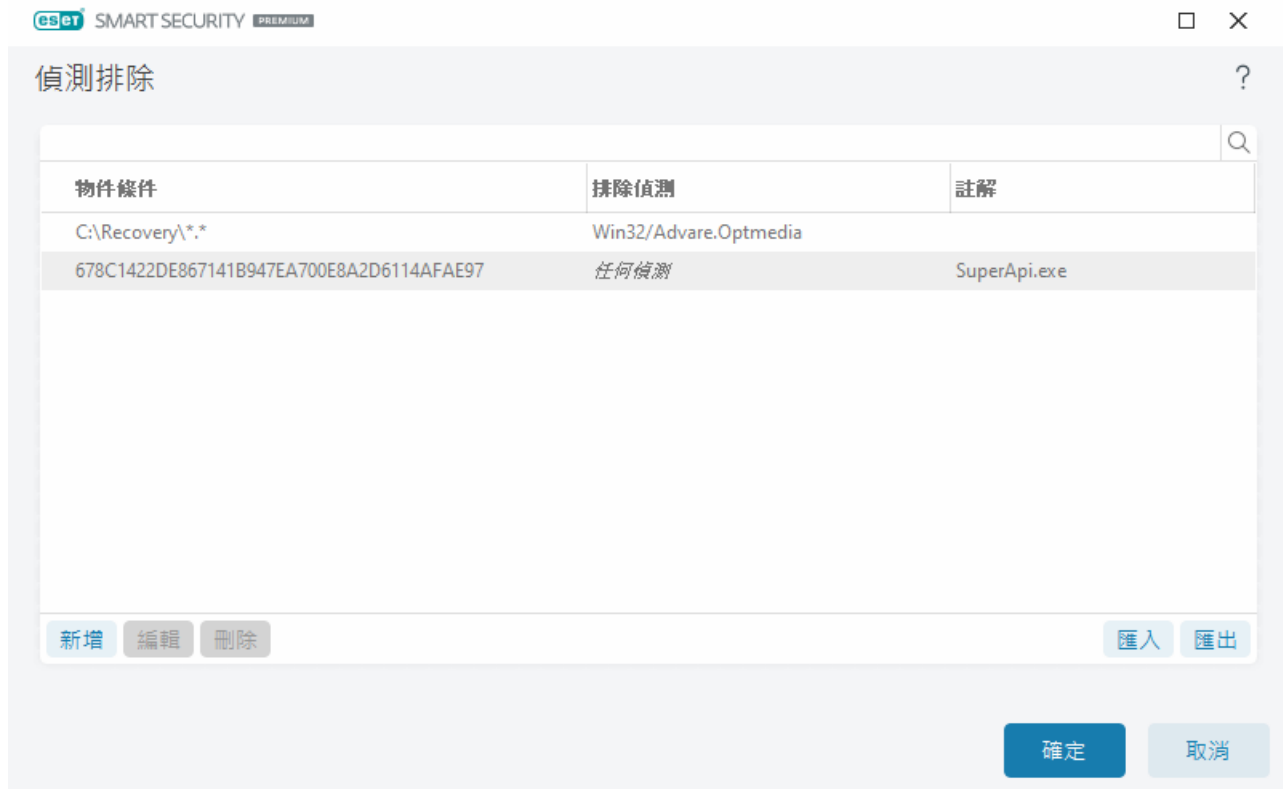 eset SMART SECURITY PREMIUM
偵測排除
?
物件條件 排除偵測 註解
C:\Recovery\*.* Win32/Advare.Optmedia
678C1422DE867141B947EA700E8A2D6114AFAE97 任何偵測 SuperApi.exe
新增 編輯 刪除 匯入 匯出
確定 取消